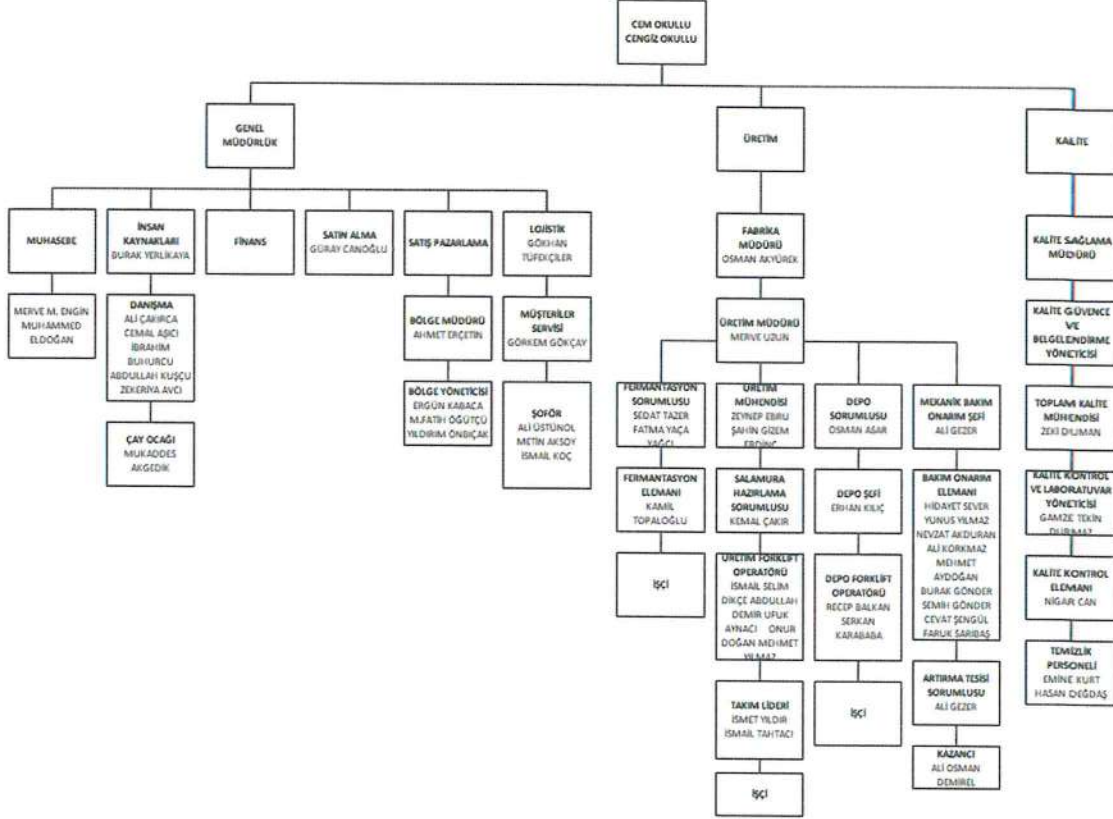 CEM OKULLU
CENGİZ OKULLU
GENEL
MÜDÜRLÜK
ÜRETİM
KALİTE
MUHASEBE
İNSAN
KAYNAKLARI
BURAK YERLİKAYA
FİNANS
SATIN ALMA
GÜRAY CANOĞLU
SATIŞ PAZARLAMA
LOJİSTİK
GÖKHAN
TÜFEKÇİLER
FABRİKA
MÜDÜRÜ
OSMAN AKYÜREK
KALİTE SAĞLAMA
MÜDÜRÜ
MERVE M. ENGİN
MUHAMMED
ELDOĞAN
DANIŞMA
ALİ ÇAKIRCA
CEMAL AŞICI
İBRAHİM
BUHURCU
ABDULLAH KUŞÇU
ZEKERİYA AVCI
BÖLGE MÜDÜRÜ
AHMET ERÇETİN
MÜŞTERİLER
SERVİSİ
GÖRKEM GÖKÇAY
ÜRETİM MÜDÜRÜ
MERVE UZUN
KALİTE GÜVENCE
VE
BELGELENDİRME
YÖNETİCİSİ
ÇAY OCAĞI
MUKADDES
AKGEDİK
BÖLGE YÖNETİCİSİ
ERGÜN KABACA
M.FATİH ÖĞÜTÇÜ
YILDIRIM ÖNBIÇAK
ŞOFÖR
ALİ ÜSTÜNOL
METİN AKSOY
İSMAİL KOÇ
FERMANTASYON
SORUMLUSU
SEDAT TAZER
FATMA YAÇA
YAĞCI
ÜRETİM
MÜHENDİSİ
ZEYNEP EBRU
ŞAHİN GİZEM
ERDİNÇ
DEPO
SORUMLUSU
OSMAN ASAR
MEKANİK BAKIM
ONARIM ŞEFİ
ALİ GEZER
TOPLAM KALİTE
MÜHENDİSİ
ZEKİ DUMAN
FERMANTASYON
ELEMANI
KAMİL
TOPALOĞLU
SALAMURA
HAZIRLAMA
SORUMLUSU
KEMAL ÇAKIR
DEPO ŞEFİ
ERHAN KILIÇ
BAKIM ONARIM
ELEMANI
HİDAYET SEVER
YUNUS YILMAZ
NEVZAT AKDURAN
ALİ KORKMAZ
MEHMET
AYDOĞAN
BURAK GÖNDER
SEMİH GÖNDER
CEVAT ŞENGÜL
FARUK SARIBAŞ
KALİTE KONTROL
VE LABORATUVAR
YÖNETİCİSİ
GAMZE TEKİN
DURMAZ
İŞÇİ
ÜRETİM FORKLİFT
OPERATÖRÜ
İSMAİL SELİM
DİKÇE ABDULLAH
DEMİR UFUK
AYNACI ONUR
DOĞAN MEHMET
YILMAZ
DEPO FORKLİFT
OPERATÖRÜ
RECEP BALKAN
SERKAN
KARABABA
KALİTE KONTROL
ELEMANI
NİGAR CAN
TAKIM LİDERİ
İSMET YILDIR
İSMAİL TAHTACI
İŞÇİ
ARTIRMA TESİSİ
SORUMLUSU
ALİ GEZER
TEMİZLİK
PERSONELİ
EMİNE KURT
HASAN DEĞDAŞ
İŞÇİ
KAZANCI
ALİ OSMAN
DEMİREL